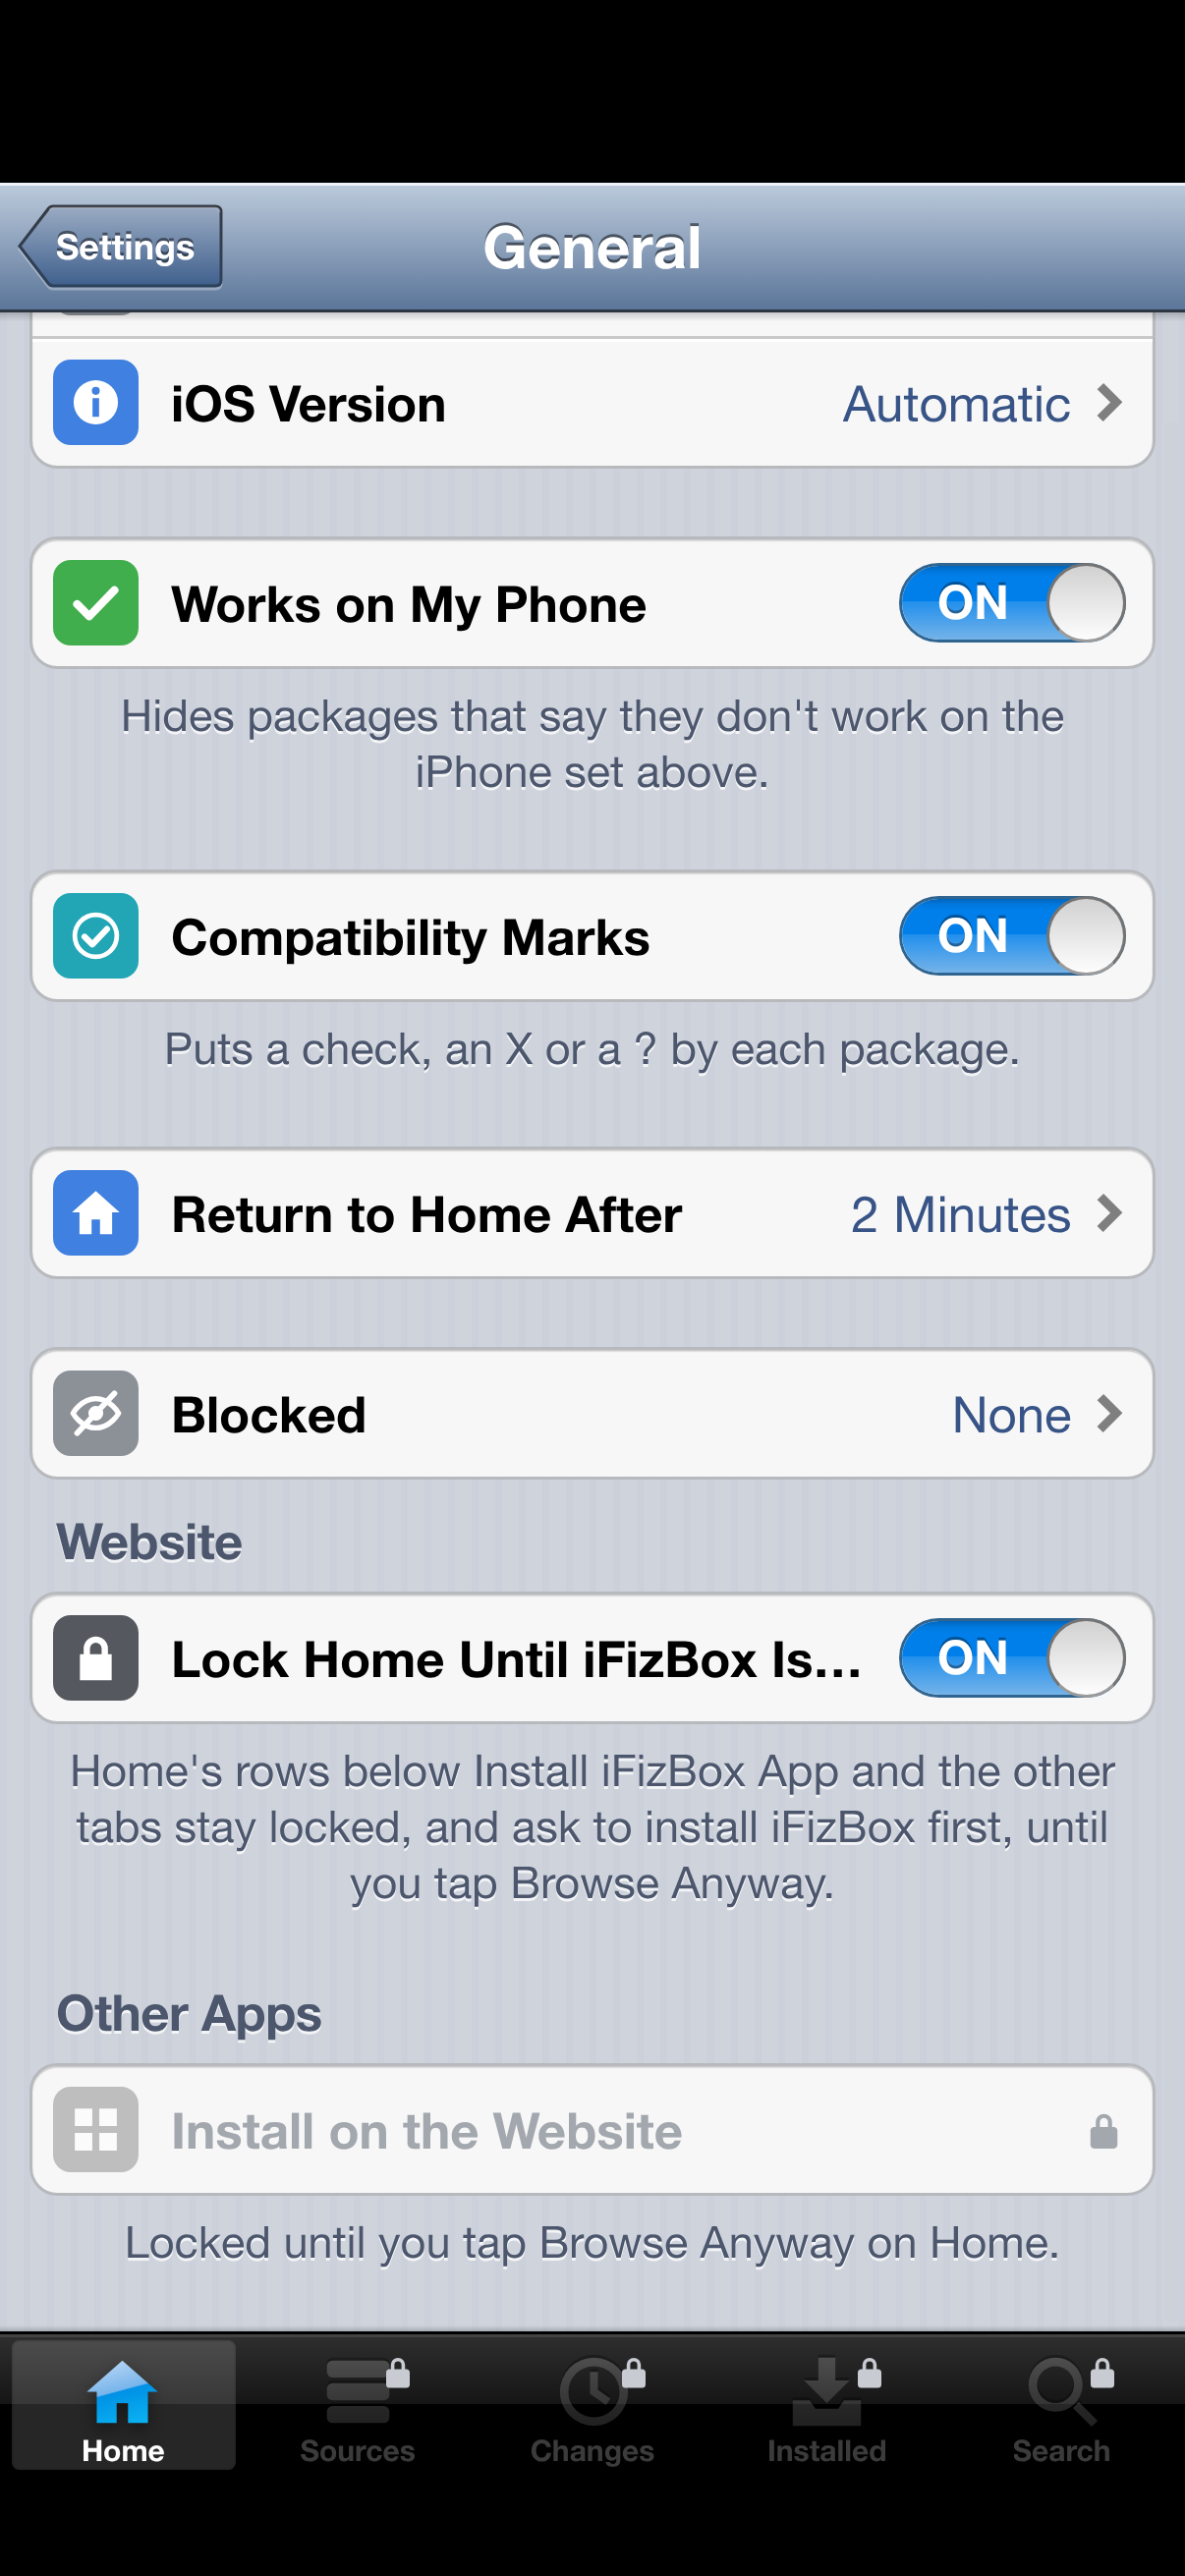 Settings
General
iOS Version
Automatic
Works on My Phone
ON
Hides packages that say they don't work on the
iPhone set above.
Compatibility Marks
ON
Puts a check, an X or a ? by each package.
Return to Home After
2 Minutes
Blocked
None
Website
Lock Home Until iFizBox Is...
ON
Home's rows below Install iFizBox App and the other
tabs stay locked, and ask to install iFizBox first, until
you tap Browse Anyway.
Other Apps
Install on the Website
Locked until you tap Browse Anyway on Home.
Home
Sources
Changes
Installed
Search